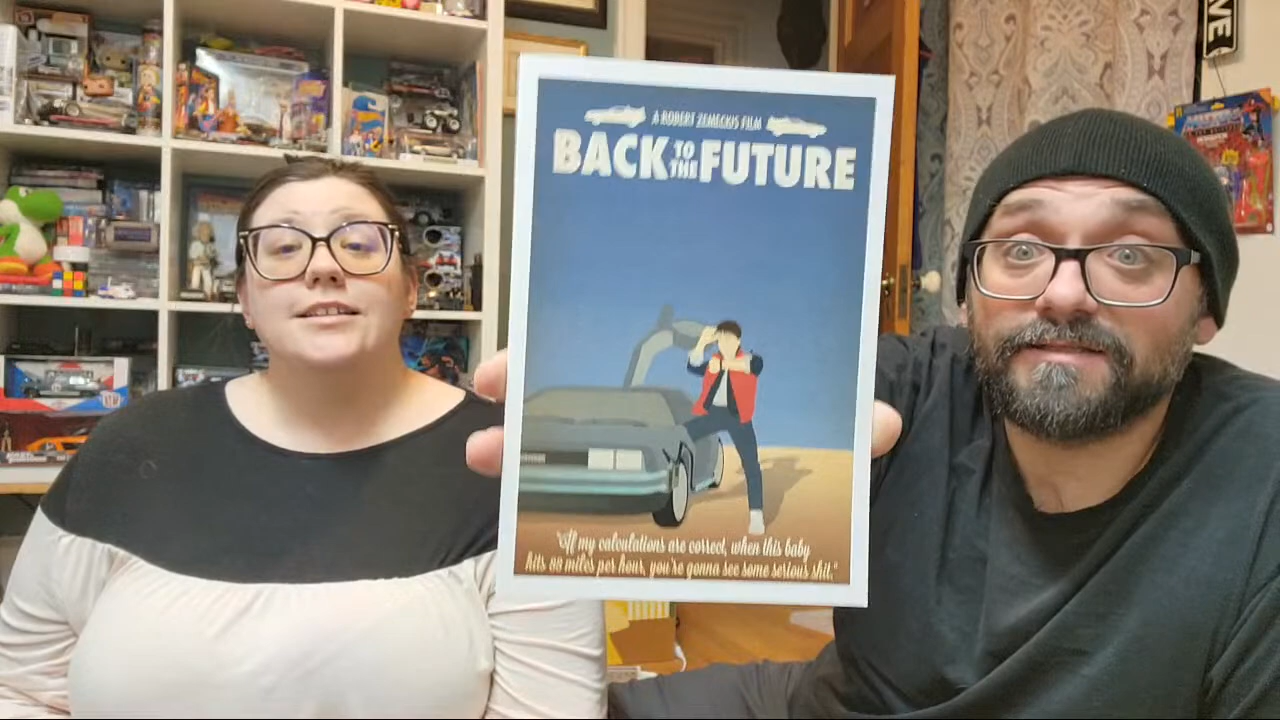 A ROBERT ZEMECKIS FILM
BACK TO THE FUTURE
"If my calculations are correct, when this baby
hits 88 miles per hour, you're gonna see some serious shit."